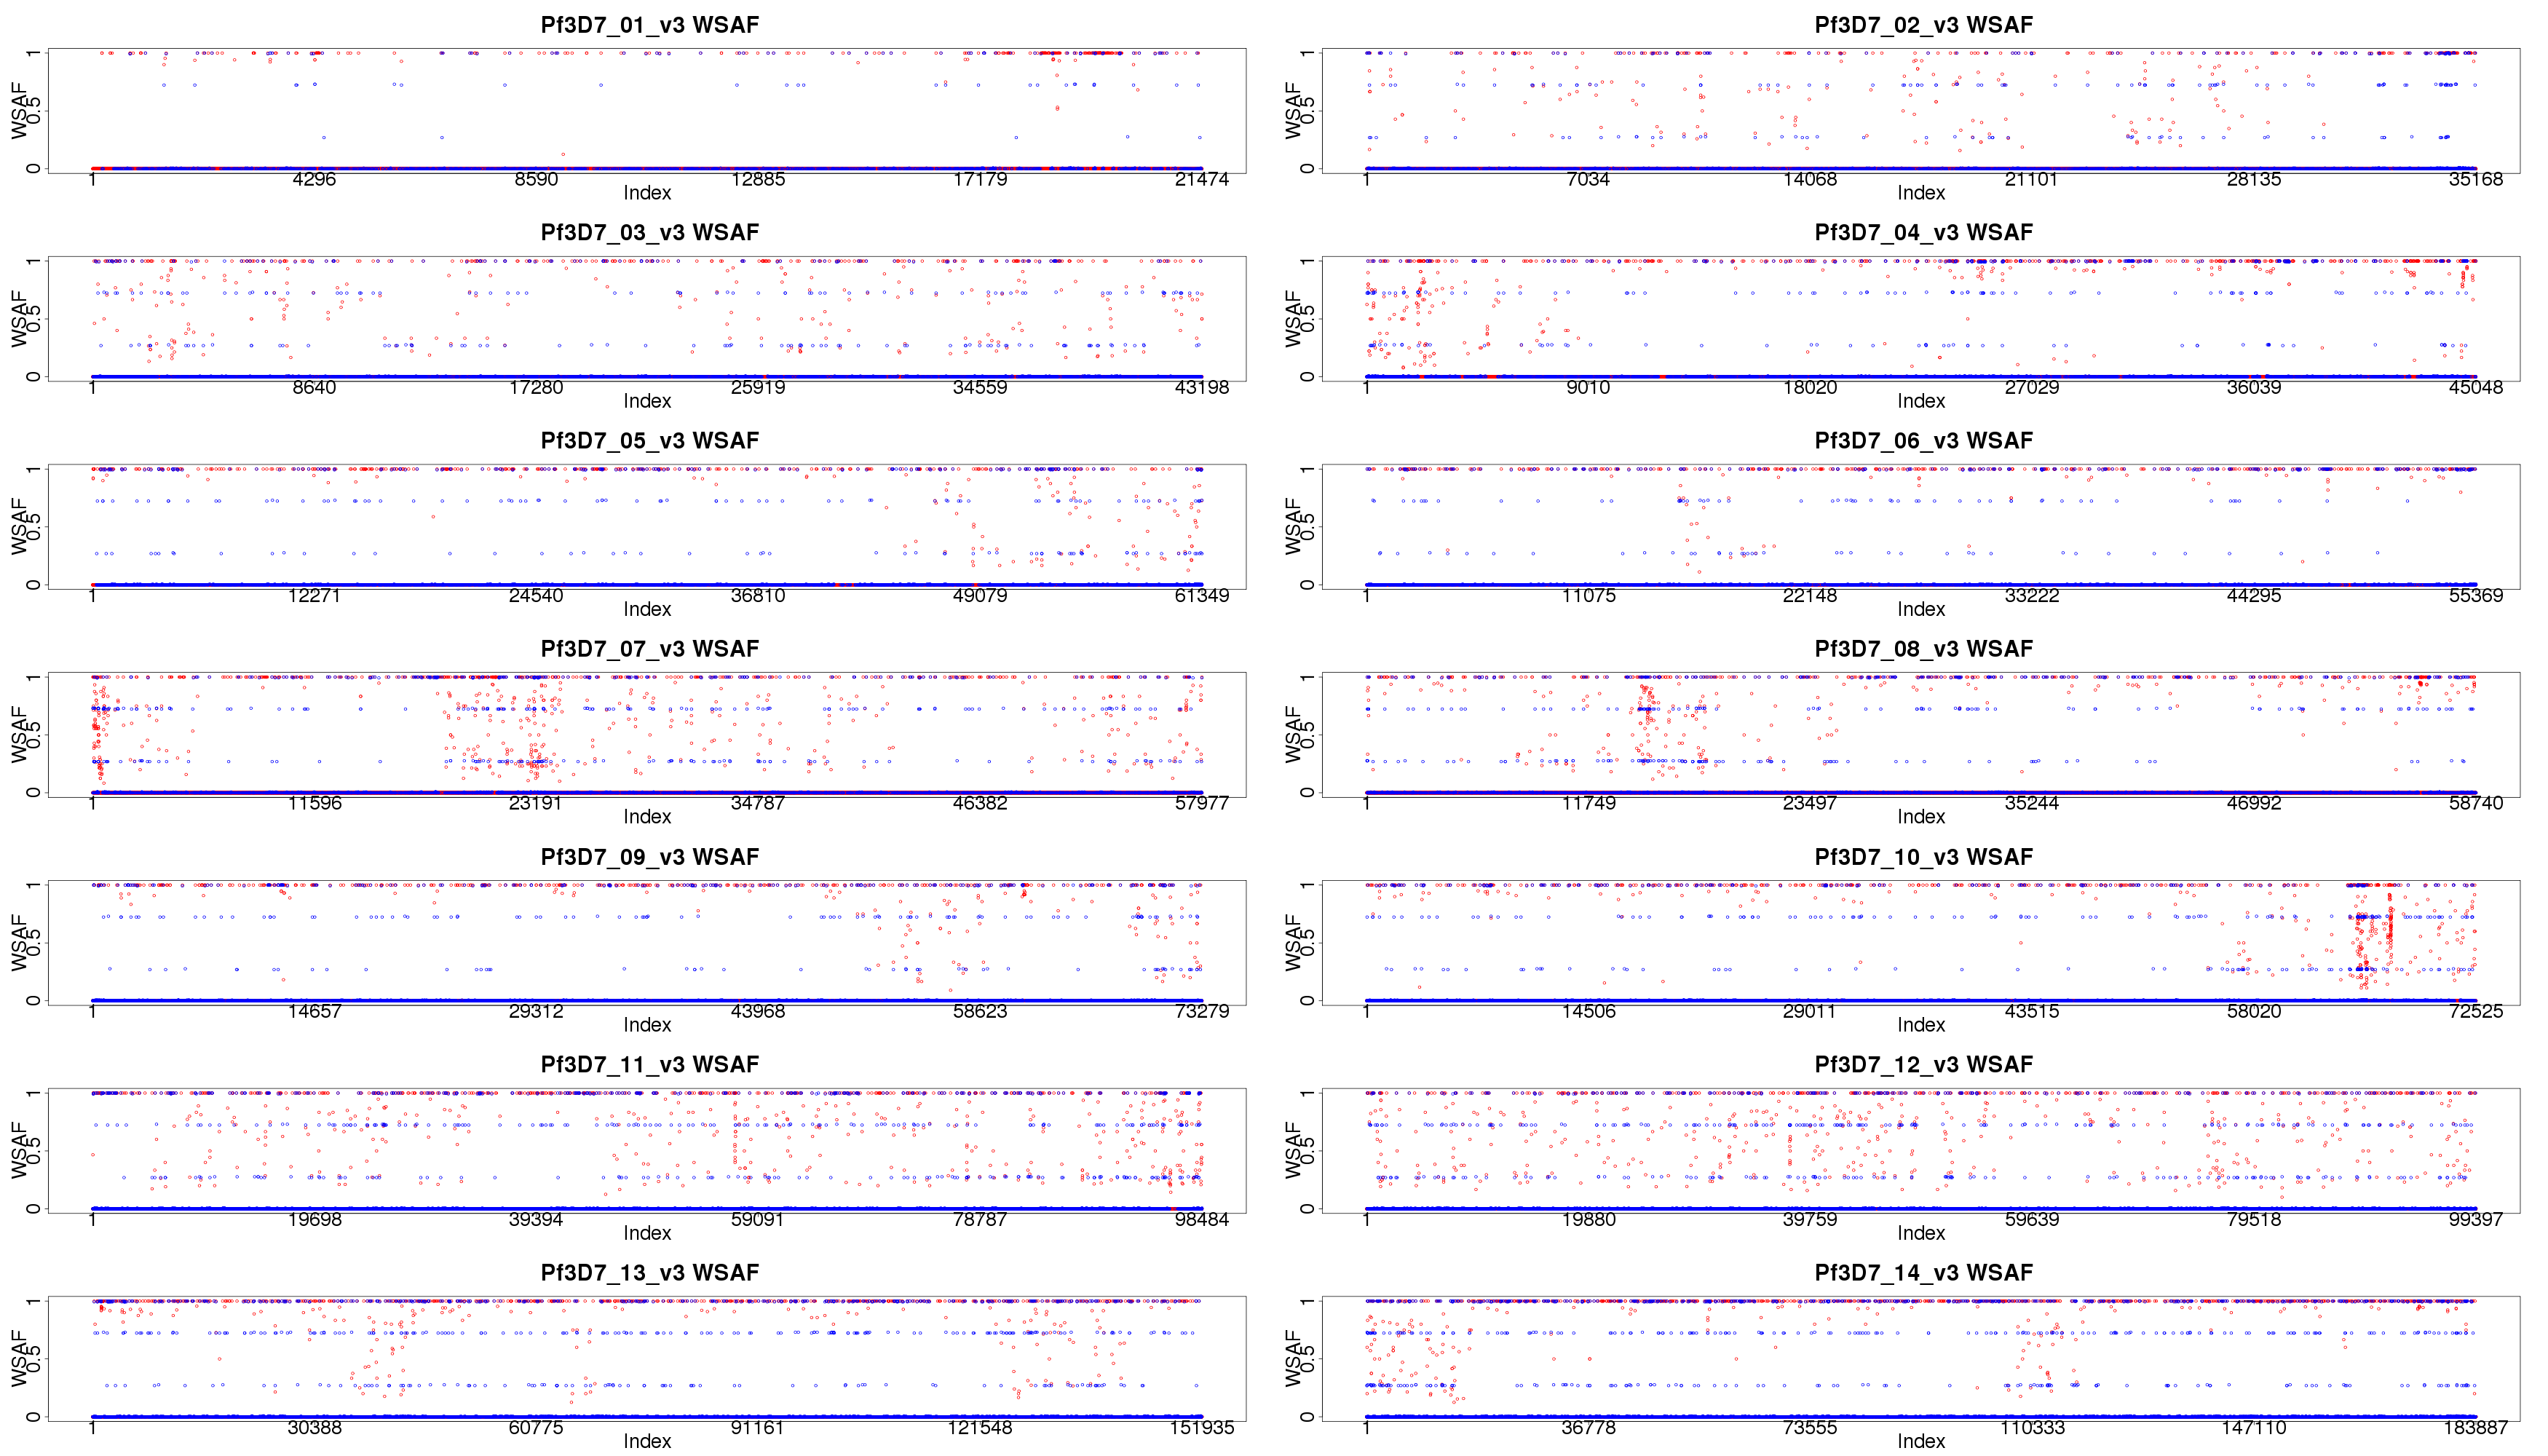 Pf3D7_01_v3 WSAF
WSAF
0 0.5 1
1 4296 8590 12885 17179 21474
Index
Pf3D7_02_v3 WSAF
WSAF
0 0.5 1
1 7034 14068 21101 28135 35168
Index
Pf3D7_03_v3 WSAF
WSAF
0 0.5 1
1 8640 17280 25919 34559 43198
Index
Pf3D7_04_v3 WSAF
WSAF
0 0.5 1
1 9010 18020 27029 36039 45048
Index
Pf3D7_05_v3 WSAF
WSAF
0 0.5 1
1 12271 24540 36810 49079 61349
Index
Pf3D7_06_v3 WSAF
WSAF
0 0.5 1
1 11075 22148 33222 44295 55369
Index
Pf3D7_07_v3 WSAF
WSAF
0 0.5 1
1 11596 23191 34787 46382 57977
Index
Pf3D7_08_v3 WSAF
WSAF
0 0.5 1
1 11749 23497 35244 46992 58740
Index
Pf3D7_09_v3 WSAF
WSAF
0 0.5 1
1 14657 29312 43968 58623 73279
Index
Pf3D7_10_v3 WSAF
WSAF
0 0.5 1
1 14506 29011 43515 58020 72525
Index
Pf3D7_11_v3 WSAF
WSAF
0 0.5 1
1 19698 39394 59091 78787 98484
Index
Pf3D7_12_v3 WSAF
WSAF
0 0.5 1
1 19880 39759 59639 79518 99397
Index
Pf3D7_13_v3 WSAF
WSAF
0 0.5 1
1 30388 60775 91161 121548 151935
Index
Pf3D7_14_v3 WSAF
WSAF
0 0.5 1
1 36778 73555 110333 147110 183887
Index